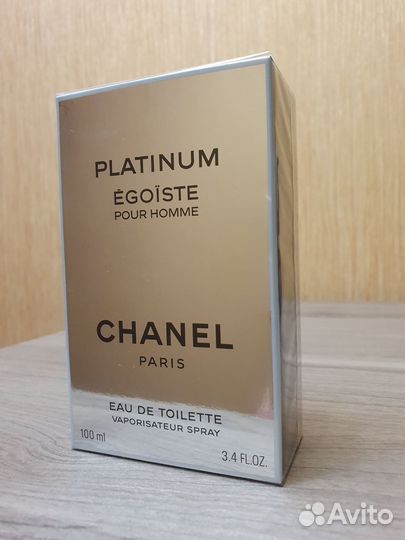 PLATINUM
ÉGOÏSTE
POUR HOMME
CHANEL
PARIS
EAU DE TOILETTE
VAPORISATEUR SPRAY
100 ml 3.4 FL.OZ.
Avito